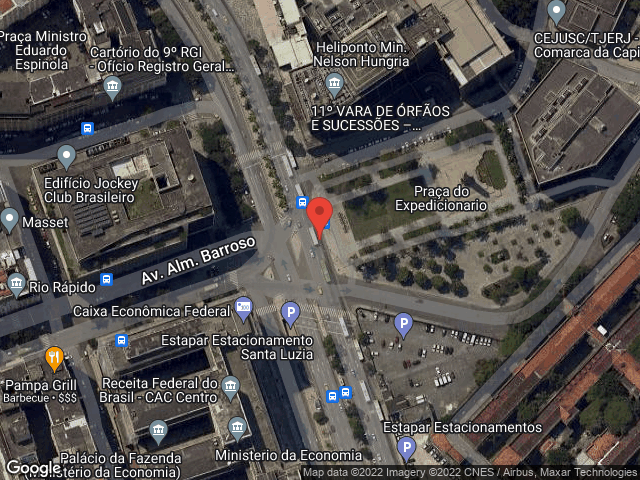 Praça Ministro
Eduardo
Espinola
Cartório do 9º RGI
- Ofício Registro Geral...
Heliponto Min.
Nelson Hungria
CEJUSC/TJERJ -
Comarca da Capi
11º VARA DE ÓRFÃOS
E SUCESSÕES –...
Edifício Jockey
Club Brasileiro
Praça do
Expedicionario
Masset
Av. Alm. Barroso
Rio Rápido
Caixa Econômica Federal
P
Estapar Estacionamento
Santa Luzia
P
Pampa Grill
Barbecue • $$$
Receita Federal do
Brasil - CAC Centro
Estapar Estacionamentos
P
Palácio da Fazenda
(Ministério da Economia)
Ministerio da Economia
Google
Map data ©2022 Imagery ©2022 CNES / Airbus, Maxar Technologies